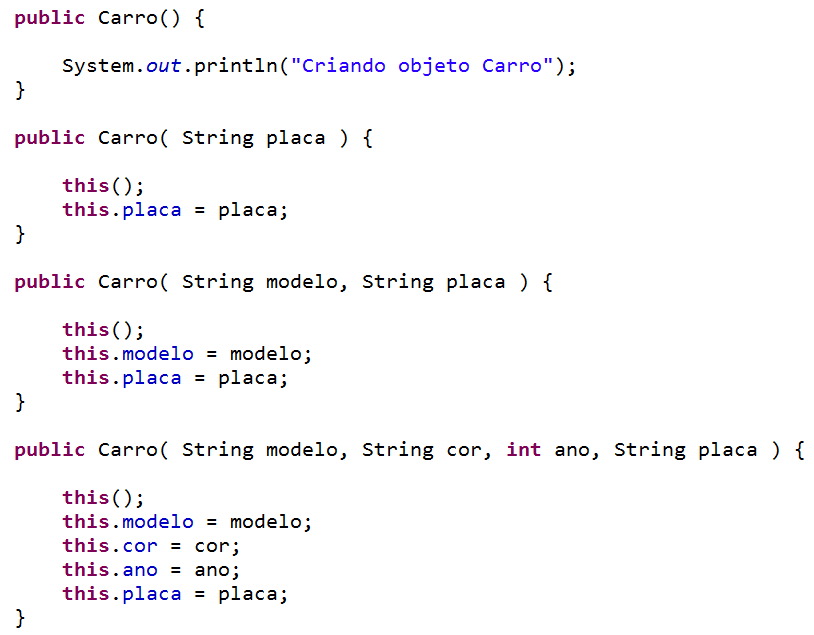 public Carro() {
    System.out.println("Criando objeto Carro");
}
public Carro( String placa ) {
    this();
    this.placa = placa;
}
public Carro( String modelo, String placa ) {
    this();
    this.modelo = modelo;
    this.placa = placa;
}
public Carro( String modelo, String cor, int ano, String placa ) {
    this();
    this.modelo = modelo;
    this.cor = cor;
    this.ano = ano;
    this.placa = placa;
}